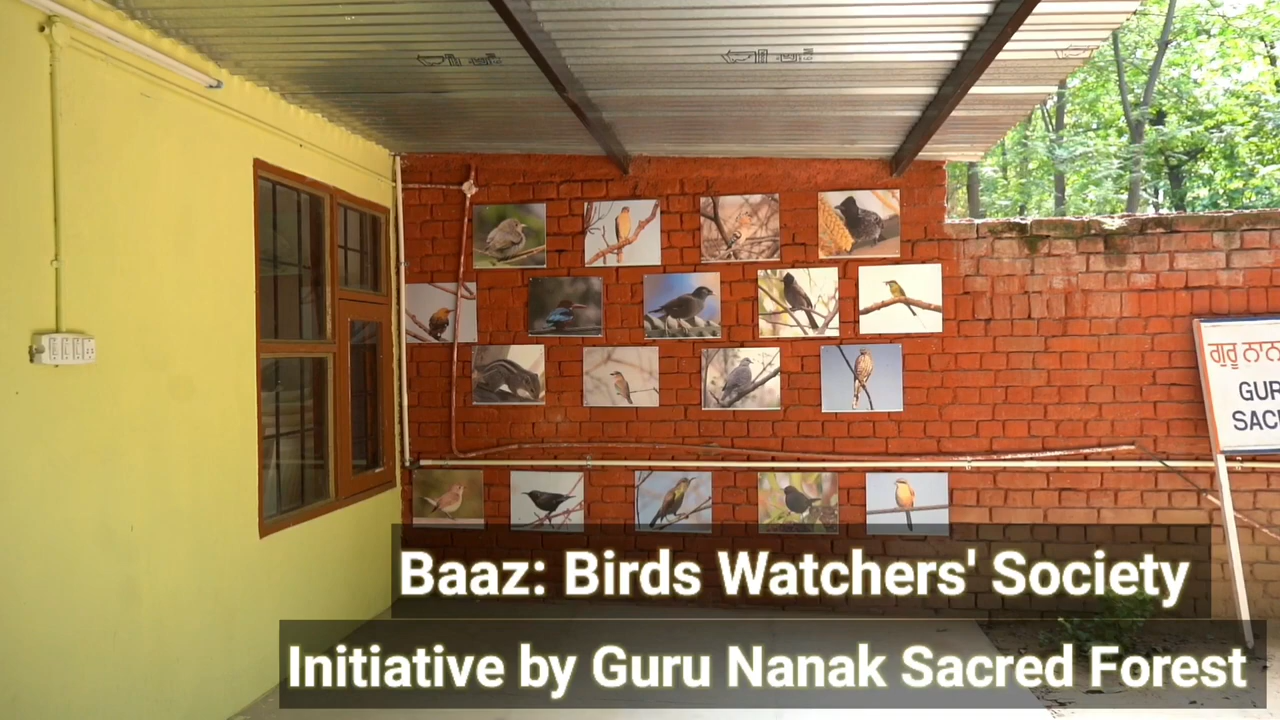 ਗੁਰੂ ਨਾਨ
GUR
SAC
Baaz: Birds Watchers' Society
Initiative by Guru Nanak Sacred Forest